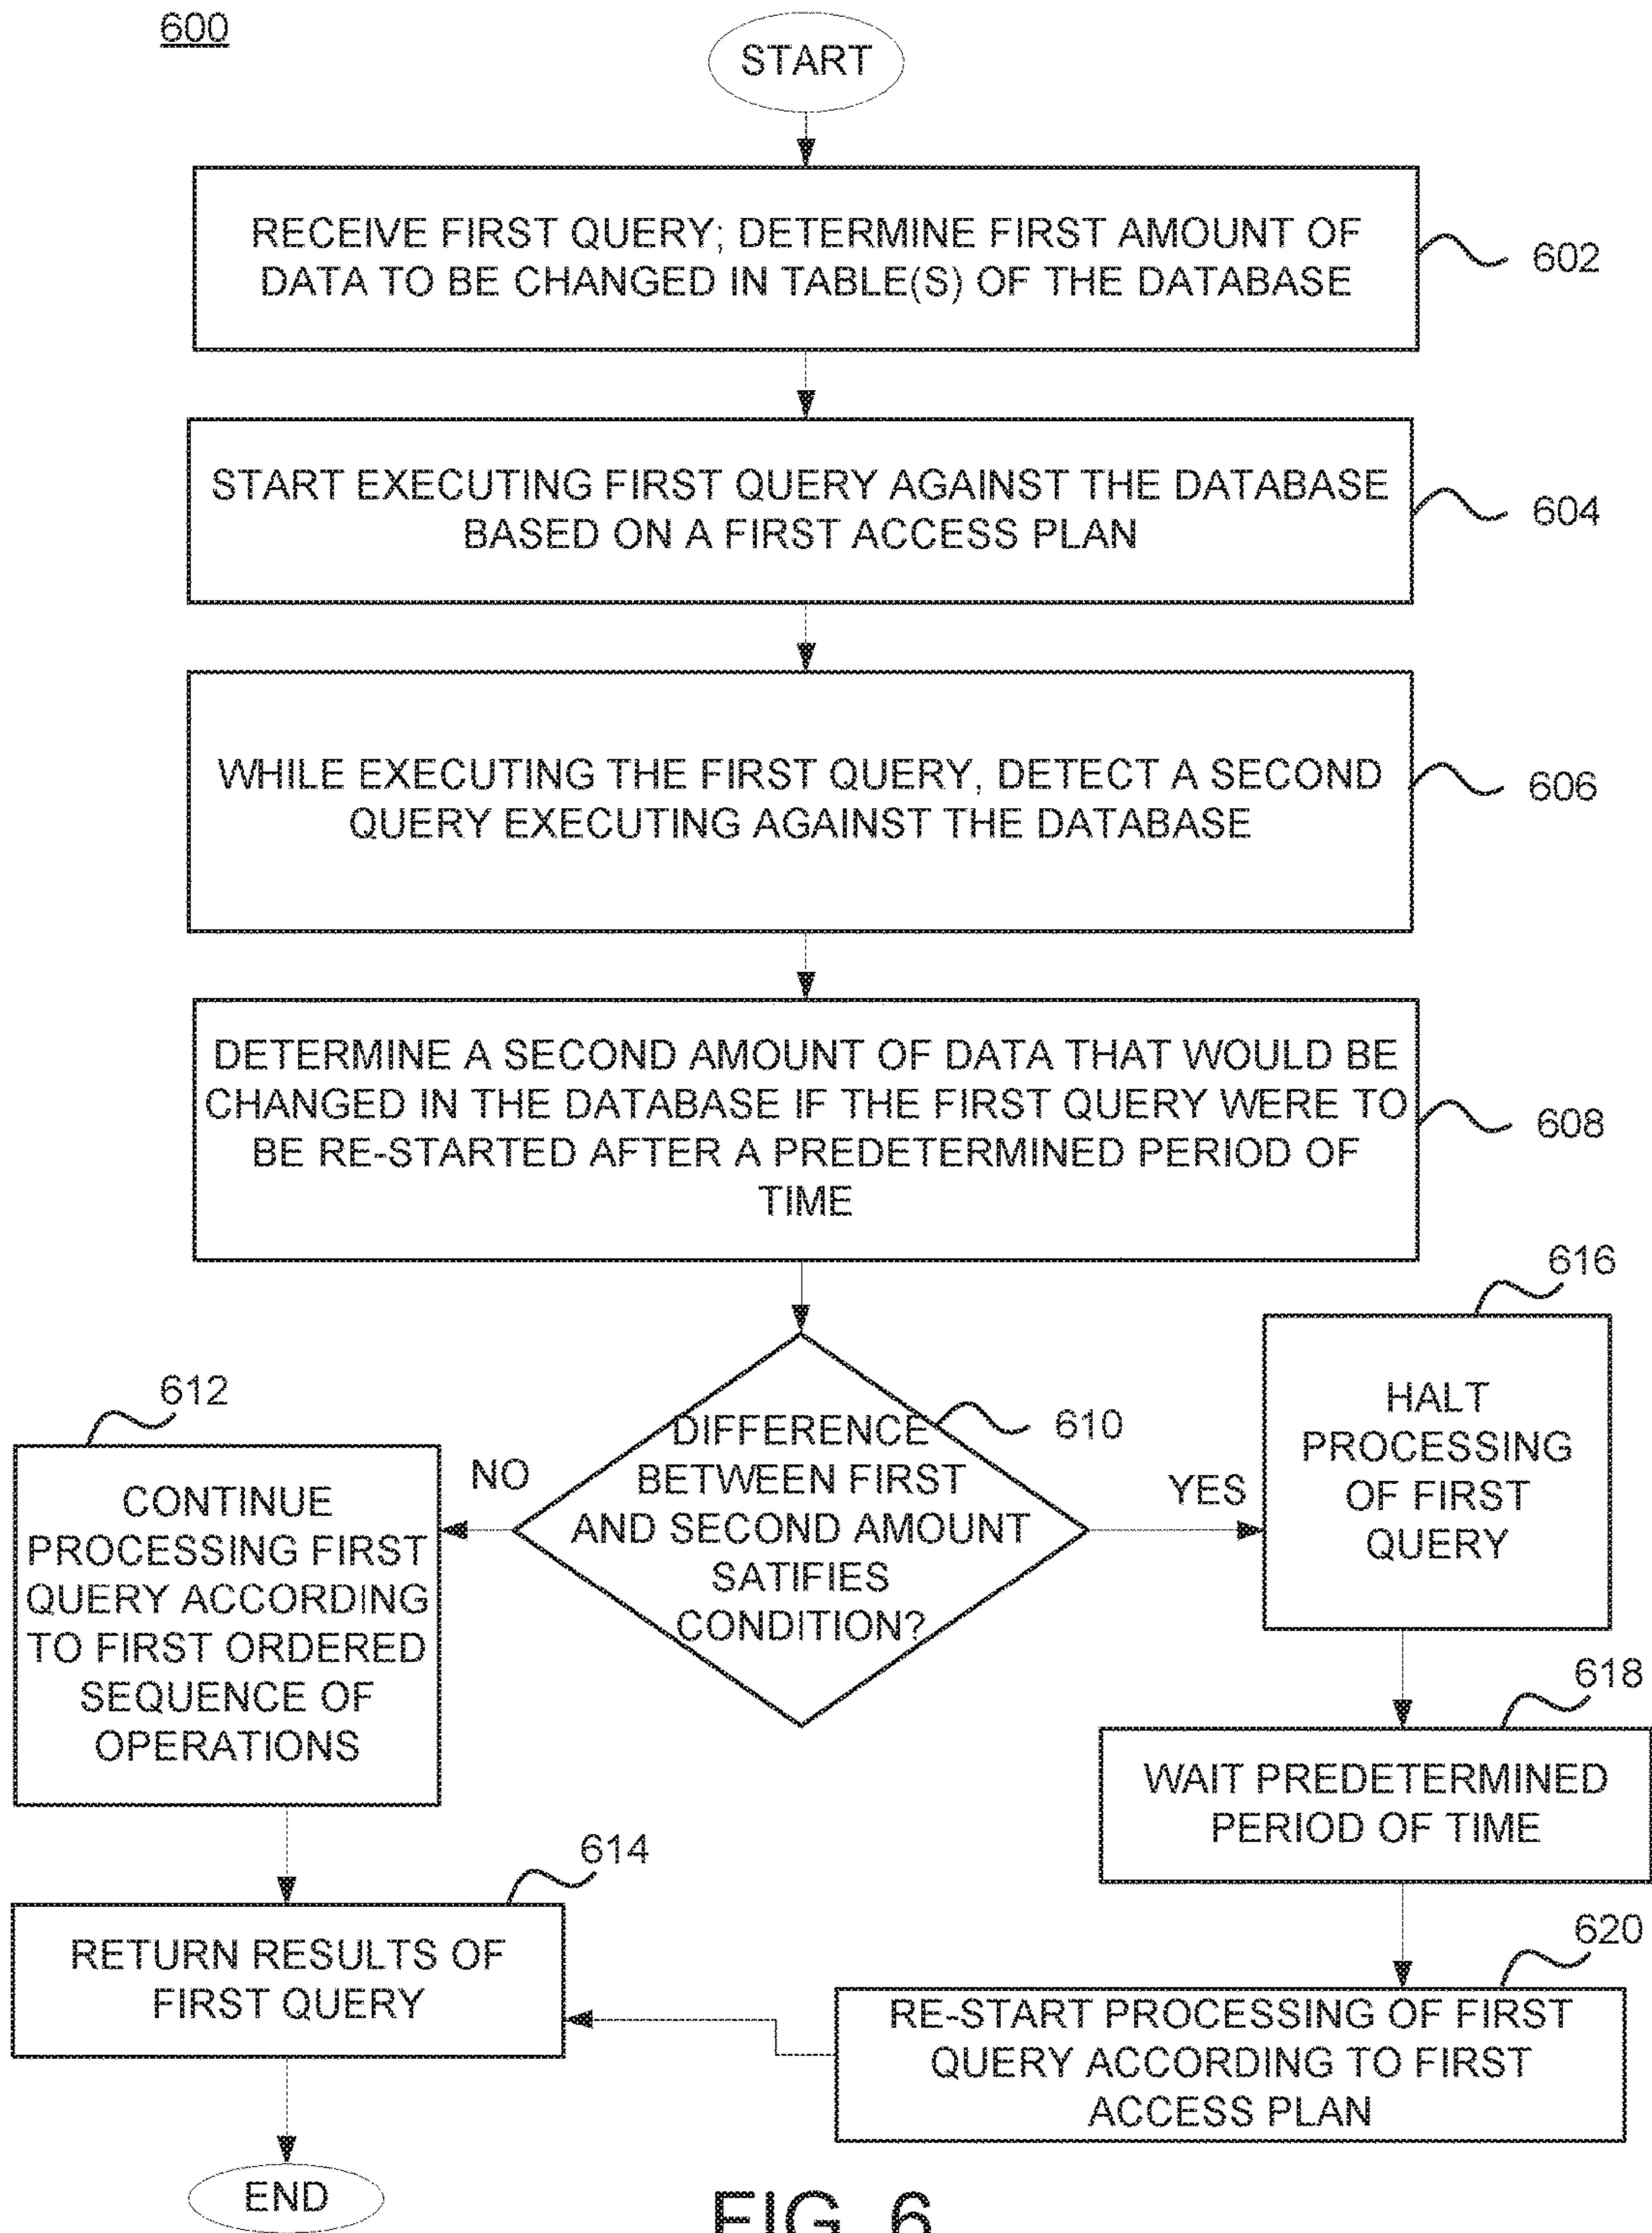 600
START
RECEIVE FIRST QUERY; DETERMINE FIRST AMOUNT OF
DATA TO BE CHANGED IN TABLE(S) OF THE DATABASE
602
START EXECUTING FIRST QUERY AGAINST THE DATABASE
BASED ON A FIRST ACCESS PLAN
604
WHILE EXECUTING THE FIRST QUERY, DETECT A SECOND
QUERY EXECUTING AGAINST THE DATABASE
606
DETERMINE A SECOND AMOUNT OF DATA THAT WOULD BE
CHANGED IN THE DATABASE IF THE FIRST QUERY WERE TO
BE RE-STARTED AFTER A PREDETERMINED PERIOD OF
TIME
608
DIFFERENCE
BETWEEN FIRST
AND SECOND AMOUNT
SATIFIES
CONDITION?
610
NO
YES
612
CONTINUE
PROCESSING FIRST
QUERY ACCORDING
TO FIRST ORDERED
SEQUENCE OF
OPERATIONS
616
HALT
PROCESSING
OF FIRST
QUERY
618
WAIT PREDETERMINED
PERIOD OF TIME
614
RETURN RESULTS OF
FIRST QUERY
620
RE-START PROCESSING OF FIRST
QUERY ACCORDING TO FIRST
ACCESS PLAN
END
FIG. 6